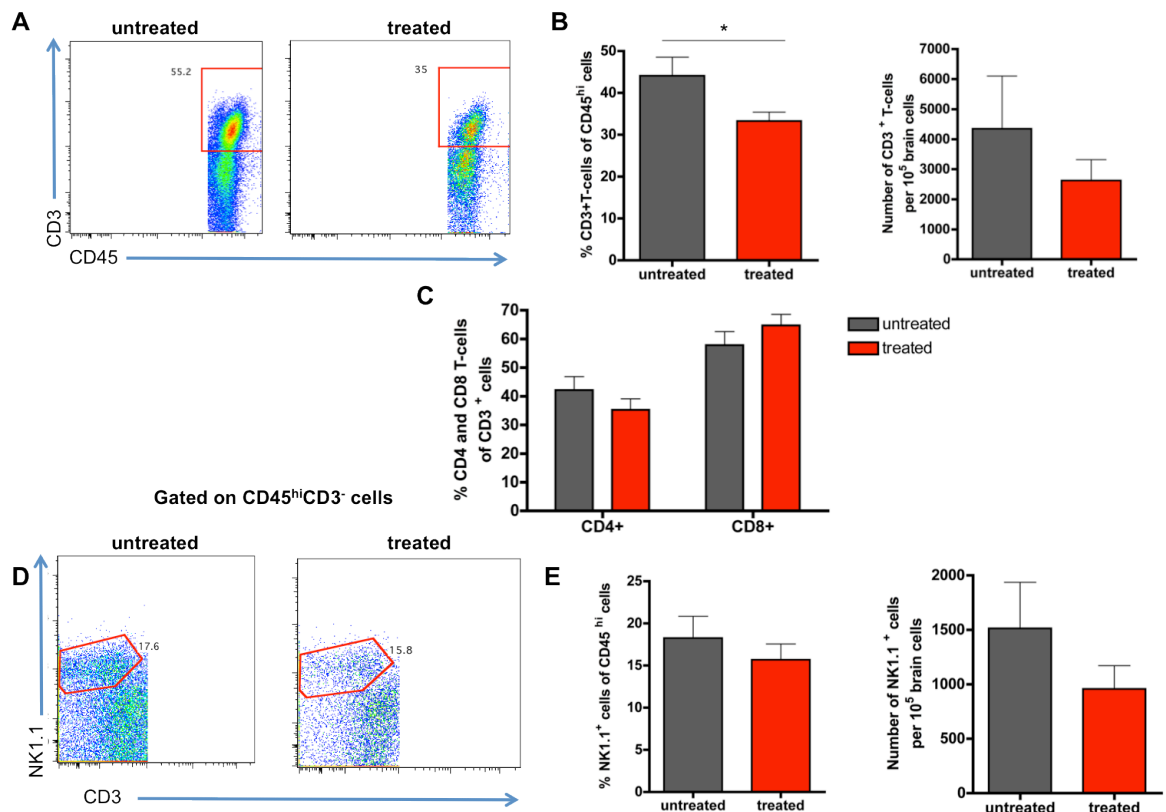 A
untreated
treated
55.2
35
CD3
CD45
B
*
% CD3+T-cells of CD45hi cells
50
40
30
20
10
0
untreated
treated
Number of CD3 + T-cells
per 105 brain cells
7000
6000
5000
4000
3000
2000
1000
0
untreated
treated
C
% CD4 and CD8 T-cells
of CD3 + cells
70
60
50
40
30
20
10
0
CD4+
CD8+
untreated
treated
Gated on CD45hiCD3- cells
D
untreated
treated
17.6
15.8
NK1.1
CD3
E
% NK1.1+ cells of CD45 hi cells
25
20
15
10
5
0
untreated
treated
Number of NK1.1 + cells
per 105 brain cells
2000
1500
1000
500
0
untreated
treated